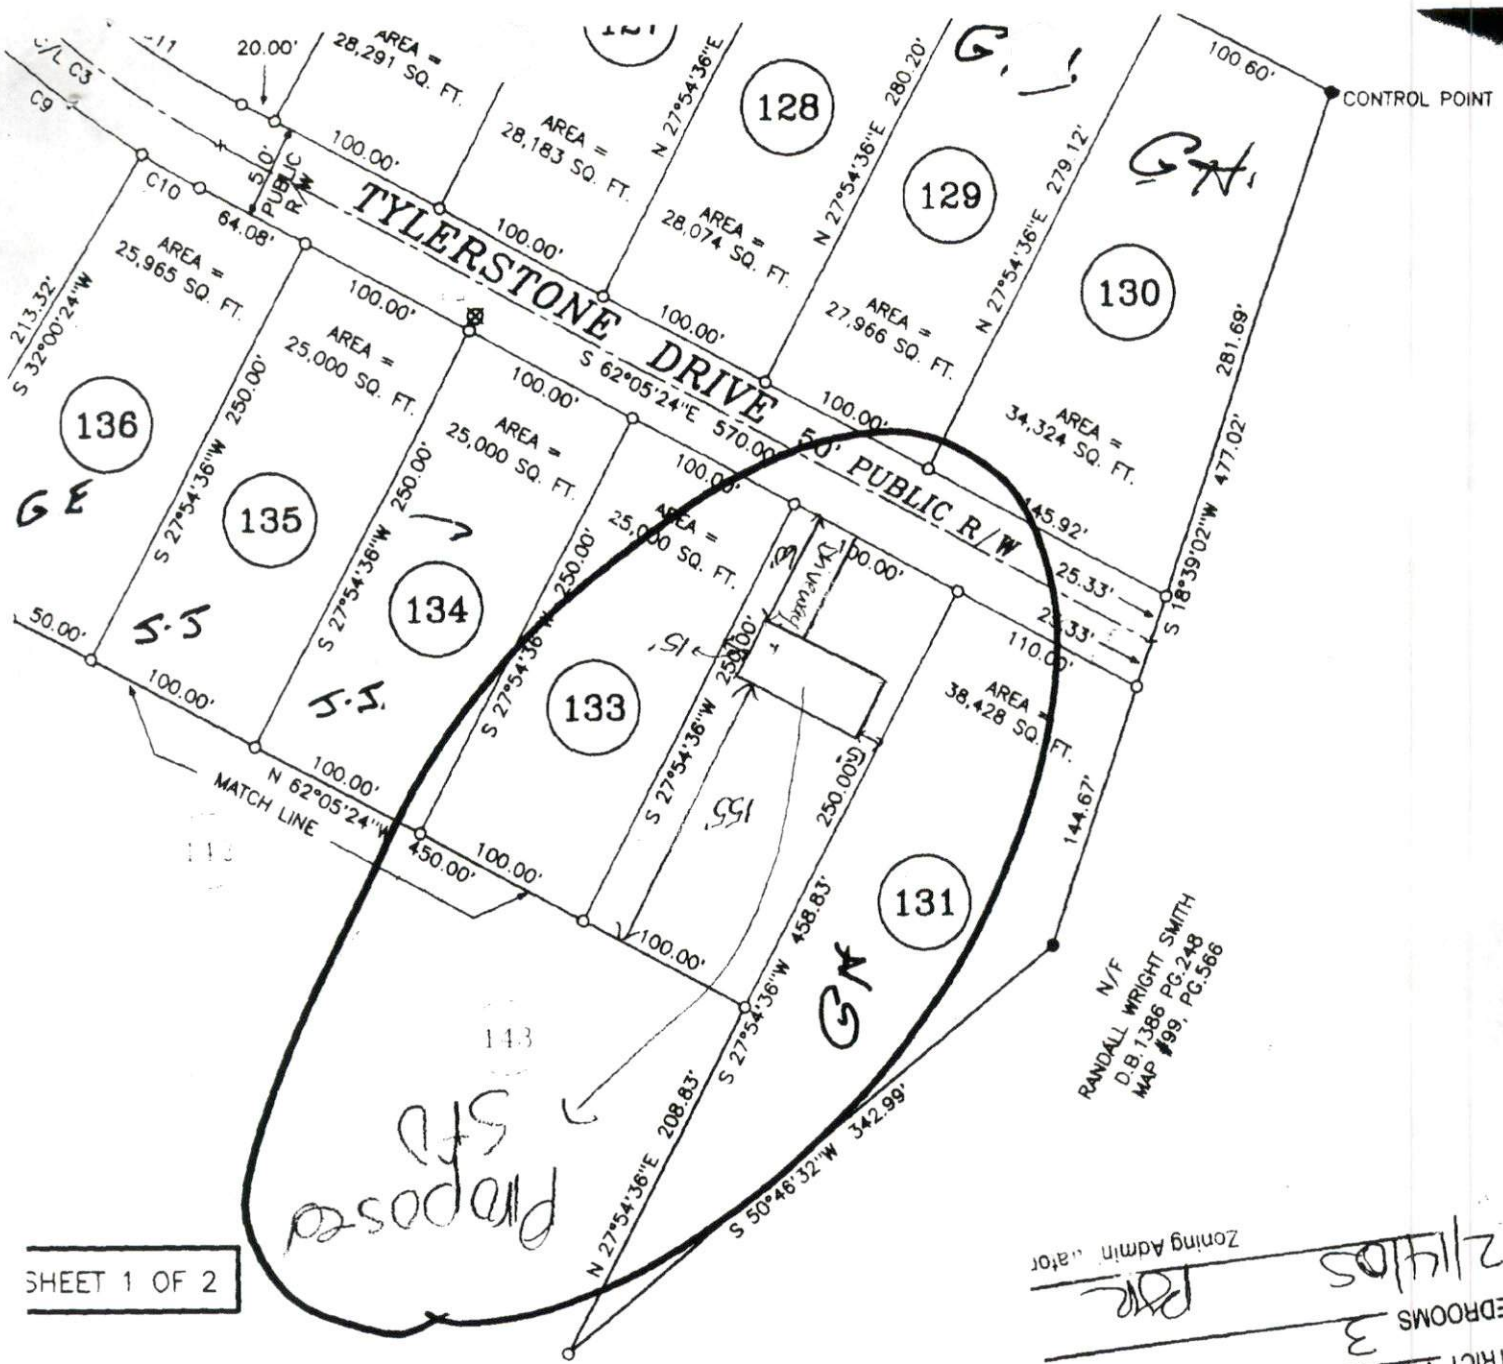 C/L C3
C9
20.00'
AREA =
28,291 SQ. FT.
128
N 27°54'36"E
AREA =
28,183 SQ. FT.
N 27°54'36"E 280.20'
100.60'
CONTROL POINT
129
G.H.
N 27°54'36"E 279.12'
130
281.69'
100.00'
PUBLIC
R/W
C10
64.08'
TYLERSTONE DRIVE
100.00'
AREA =
28,074 SQ. FT.
AREA =
25,965 SQ. FT.
213.32'
S 32°00'24"W
100.00'
100.00'
AREA =
27,966 SQ. FT.
AREA =
25,000 SQ. FT.
S 62°05'24"E 570.00'
50' PUBLIC R/W
100.00'
AREA =
34,324 SQ. FT.
S 18°39'02"W 477.02'
136
G E
S 27°54'36"W 250.00'
135
J.J
100.00'
AREA =
25,000 SQ. FT.
S 27°54'36"W 250.00'
134
J.J.
100.00'
AREA =
25,000 SQ. FT.
S 27°54'36"W 250.00'
133
145.92'
25.33'
25.33'
100.00'
Driveway
15'
S 27°54'36"W 250.00'
110.00'
AREA =
38,428 SQ. FT.
50.00'
100.00'
MATCH LINE
N 62°05'24"W 450.00'
100.00'
100.00'
100.00'
155'
250.00'
S 27°54'36"W 458.83'
131
144.67'
143
N 27°54'36"E 208.83'
S 50°46'32"W 342.99'
N/F
RANDALL WRIGHT SMITH
D.B.1386 PG.248
MAP #99, PG.566
Proposed
SFD
SHEET 1 OF 2
EDROOMS 3
2/14/05
Zoning Admin